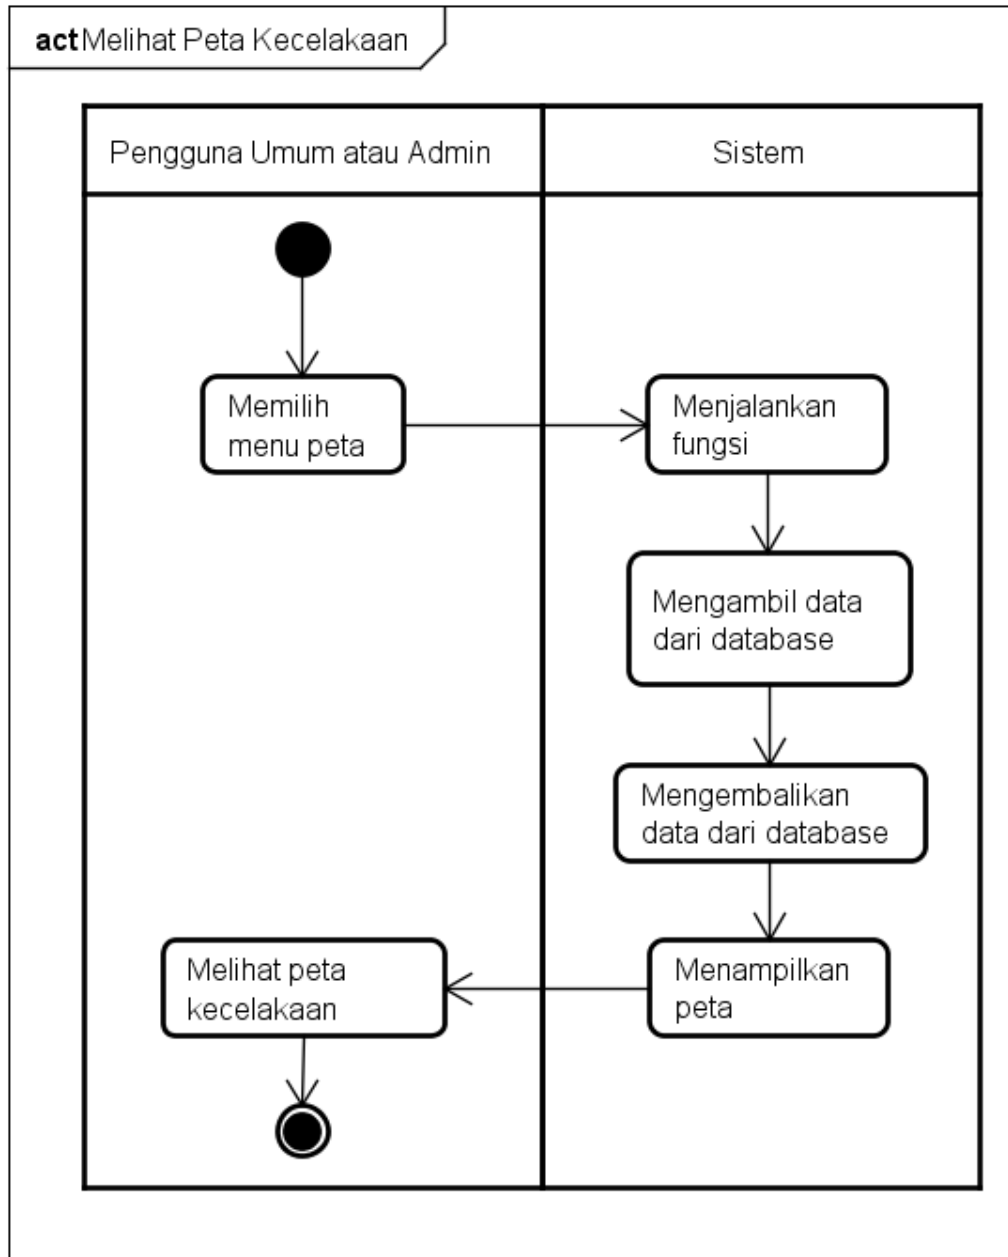 act Melihat Peta Kecelakaan
Pengguna Umum atau Admin
Sistem
Memilih
menu peta
Menjalankan
fungsi
Mengambil data
dari database
Mengembalikan
data dari database
Menampilkan
peta
Melihat peta
kecelakaan